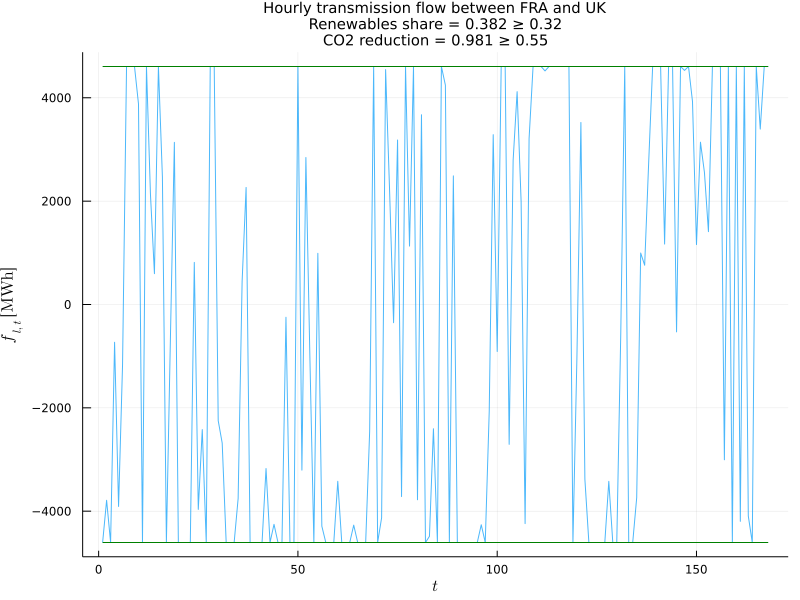 Hourly transmission flow between FRA and UK
Renewables share = 0.382 ≥ 0.32
CO2 reduction = 0.981 ≥ 0.55
4000
2000
0
−2000
−4000
f_{l,t} [MWh]
0 50 100 150
t